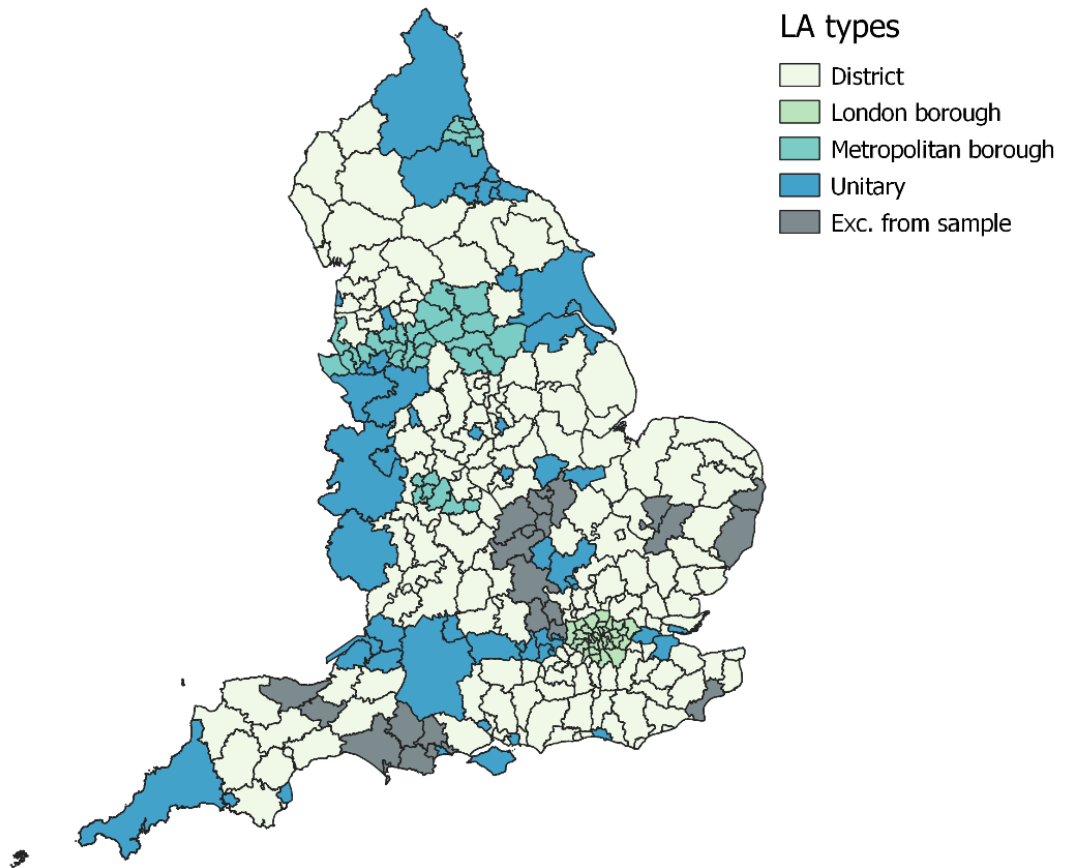 LA types
District
London borough
Metropolitan borough
Unitary
Exc. from sample